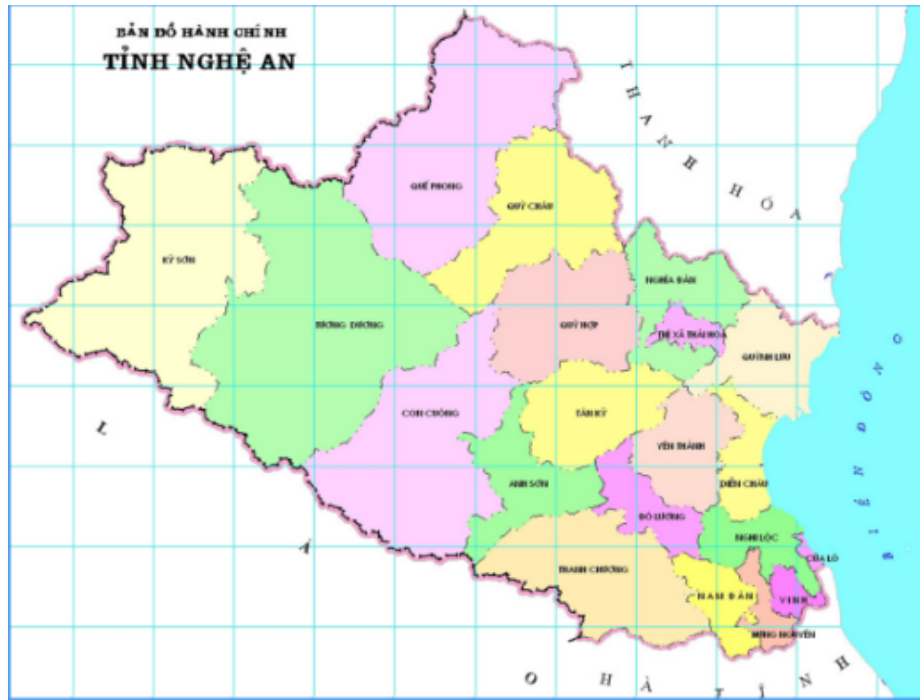 BẢN ĐỒ HÀNH CHÍNH
TỈNH NGHỆ AN
THANH HÓA
QUẾ PHONG
QUỲ CHÂU
KỲ SƠN
NGHĨA ĐÀN
TƯƠNG DƯƠNG
QUỲ HỢP
THỊ XÃ THÁI HOÀ
QUỲNH LƯU
CON CUÔNG
TÂN KỲ
YÊN THÀNH
ANH SƠN
DIỄN CHÂU
ĐÔ LƯƠNG
NGHI LỘC
CỬA LÒ
THANH CHƯƠNG
NAM ĐÀN
VINH
HƯNG NGUYÊN
L À O
HÀ TĨNH
BIỂN ĐÔNG